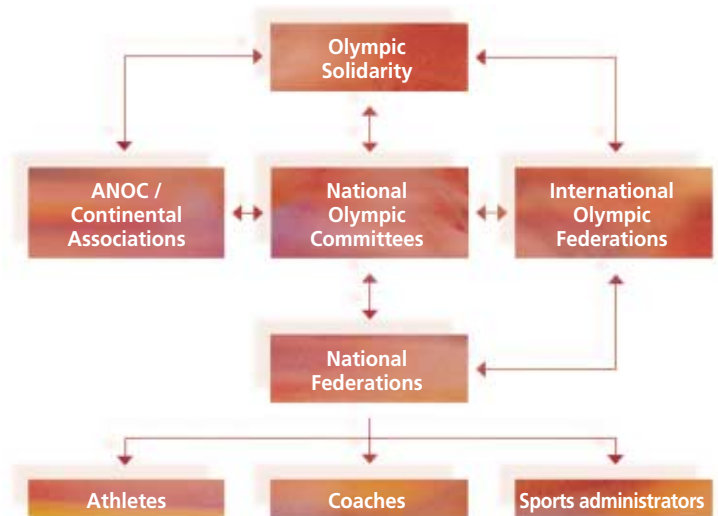 Olympic
Solidarity
ANOC /
Continental
Associations
National
Olympic
Committees
International
Olympic
Federations
National
Federations
Athletes
Coaches
Sports administrators